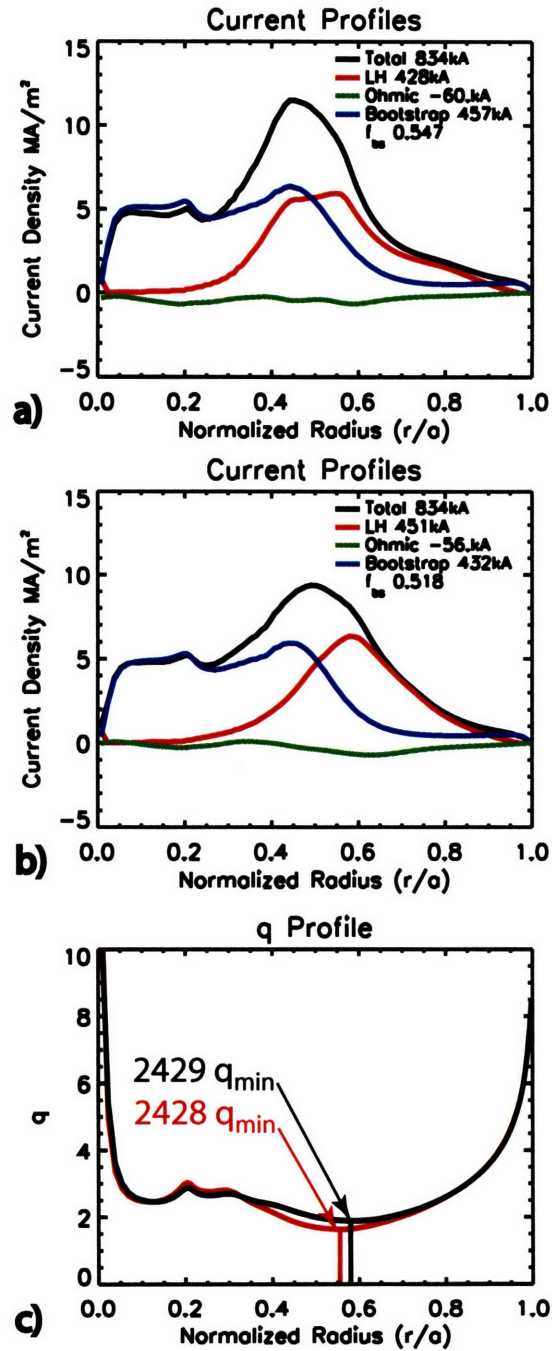 Current Profiles
15
10
5
0
-5
Current Density MA/m²
Total 834kA
LH 428kA
Ohmic -60.kA
Bootstrap 457kA
f_bs 0.547
a)
0.0 0.2 0.4 0.6 0.8 1.0
Normalized Radius (r/a)
Current Profiles
15
10
5
0
-5
Current Density MA/m²
Total 834kA
LH 451kA
Ohmic -56.kA
Bootstrap 432kA
f_bs 0.518
b)
0.0 0.2 0.4 0.6 0.8 1.0
Normalized Radius (r/a)
q Profile
10
8
6
4
2
0
q
2429 q_min
2428 q_min
c)
0.0 0.2 0.4 0.6 0.8 1.0
Normalized Radius (r/a)